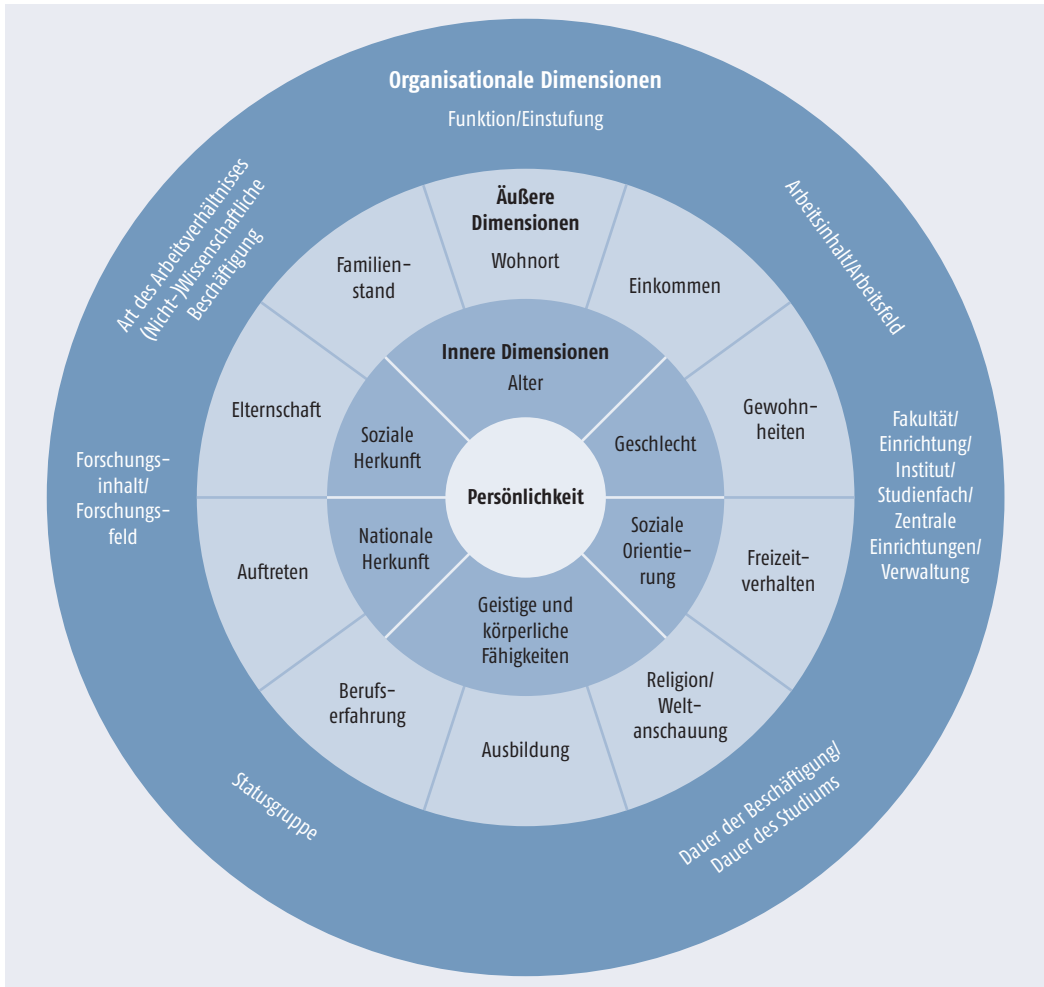 Organisationale Dimensionen
Funktion/Einstufung
Arbeitsinhalt/Arbeitsfeld
Fakultät/
Einrichtung/
Institut/
Studienfach/
Zentrale
Einrichtungen/
Verwaltung
Dauer der Beschäftigung/
Dauer des Studiums
Statusgruppe
Forschungs-
inhalt/
Forschungs-
feld
Art des Arbeitsverhältnisses
(Nicht-)Wissenschaftliche
Beschäftigung
Äußere
Dimensionen
Wohnort
Einkommen
Gewohn-
heiten
Freizeit-
verhalten
Religion/
Welt-
anschauung
Ausbildung
Berufs-
erfahrung
Auftreten
Elternschaft
Familien-
stand
Innere Dimensionen
Alter
Geschlecht
Soziale
Orientie-
rung
Geistige und
körperliche
Fähigkeiten
Nationale
Herkunft
Soziale
Herkunft
Persönlichkeit